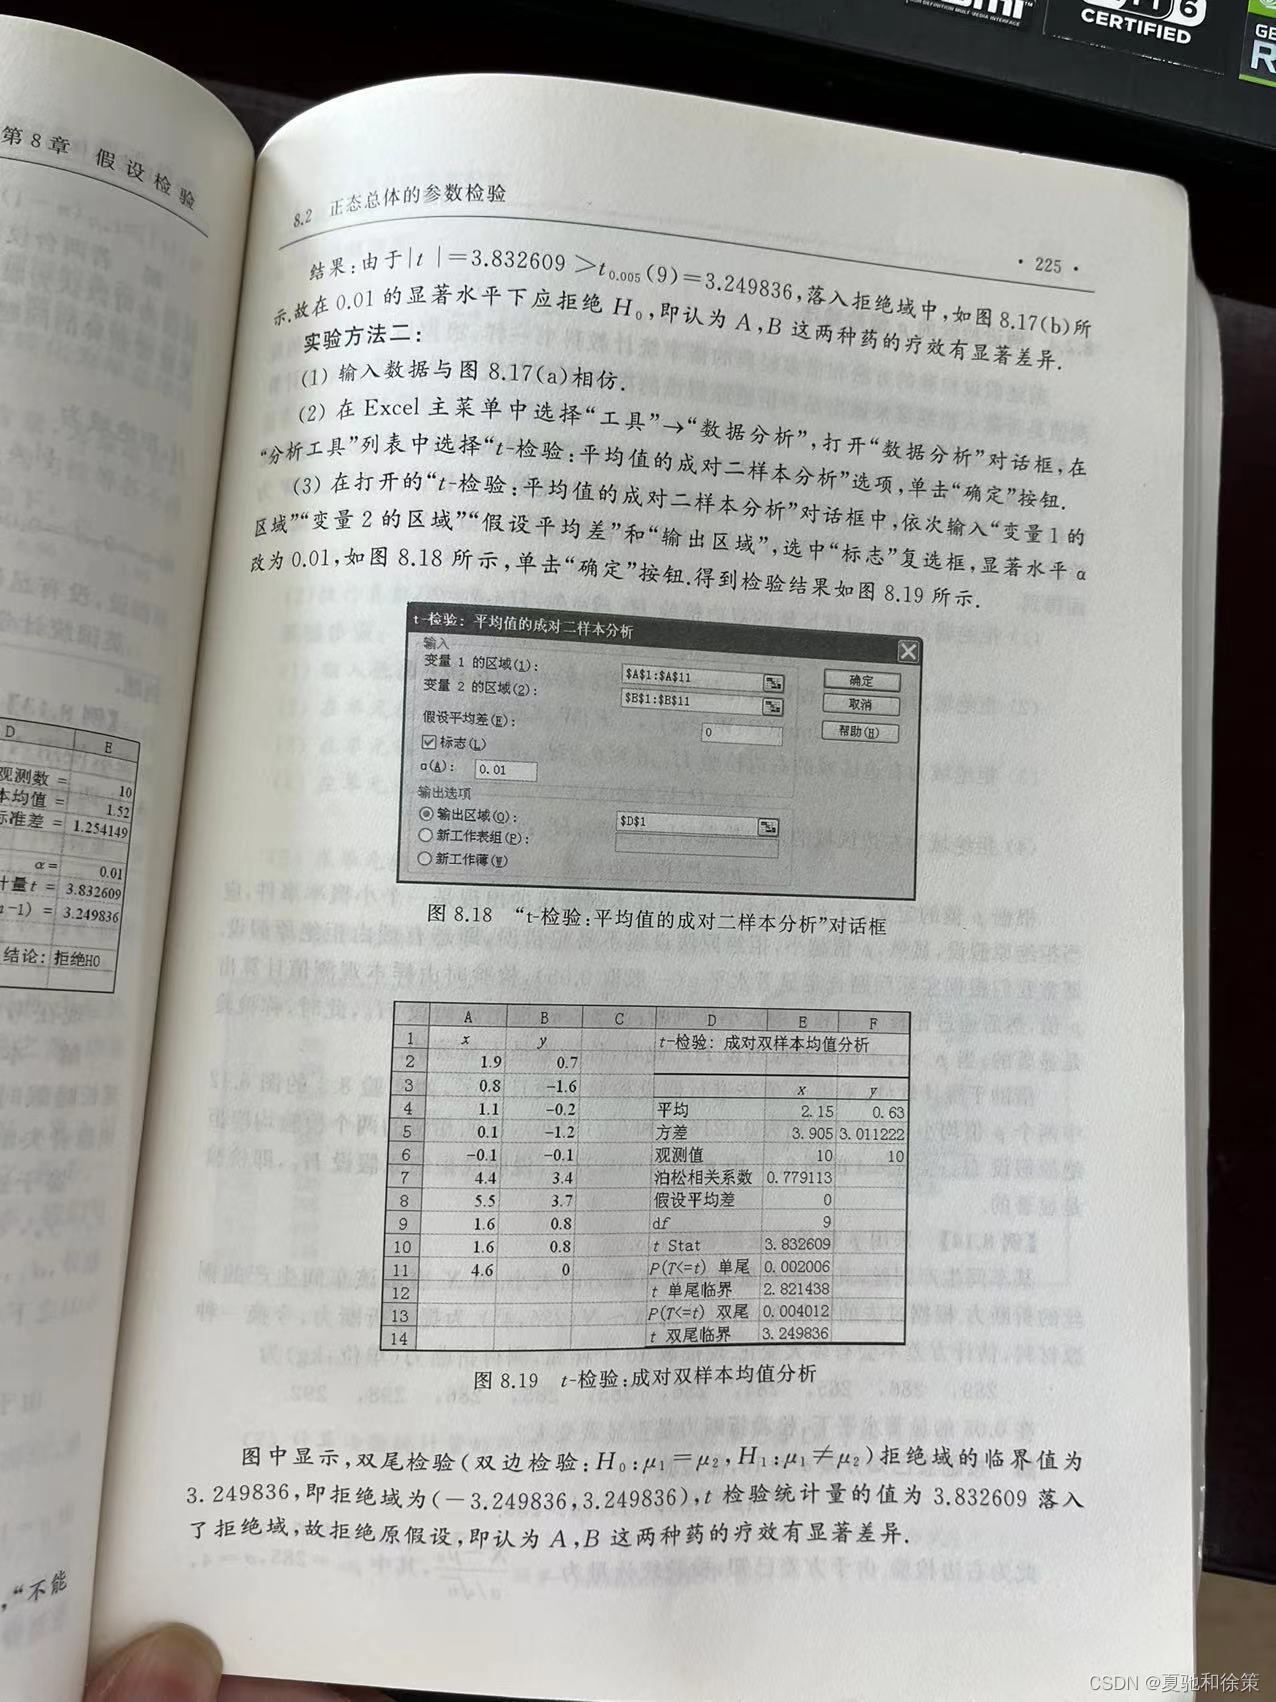 CERTIFIED
第8章 假设检验
8.2 正态总体的参数检验
·225·
结果:由于|t|=3.832609>t0.005(9)=3.249836,落入拒绝域中,如图8.17(b)所
示.故在0.01的显著水平下应拒绝H0,即认为A,B这两种药的疗效有显著差异.
实验方法二:
(1) 输入数据与图8.17(a)相仿.
(2) 在Excel主菜单中选择“工具”→“数据分析”,打开“数据分析”对话框,在
“分析工具”列表中选择“t-检验:平均值的成对二样本分析”选项,单击“确定”按钮.
(3) 在打开的“t-检验:平均值的成对二样本分析”对话框中,依次输入“变量1的
区域”“变量2的区域”“假设平均差”和“输出区域”,选中“标志”复选框,显著水平α
改为0.01,如图8.18所示,单击“确定”按钮.得到检验结果如图8.19所示.
t-检验: 平均值的成对二样本分析
输入
变量 1 的区域(1): $A$1:$A$11 确定
变量 2 的区域(2): $B$1:$B$11 取消
假设平均差(E): 0 帮助(H)
标志(L)
α(A): 0.01
输出选项
输出区域(O): $D$1
新工作表组(P):
新工作薄(W)
图 8.18 “t-检验:平均值的成对二样本分析”对话框
A B C D E F
1 x y t-检验: 成对双样本均值分析
2 1.9 0.7
3 0.8 -1.6 x y
4 1.1 -0.2 平均 2.15 0.63
5 0.1 -1.2 方差 3.905 3.011222
6 -0.1 -0.1 观测值 10 10
7 4.4 3.4 泊松相关系数 0.779113
8 5.5 3.7 假设平均差 0
9 1.6 0.8 df 9
10 1.6 0.8 t Stat 3.832609
11 4.6 0 P(T<=t) 单尾 0.002006
12 t 单尾临界 2.821438
13 P(T<=t) 双尾 0.004012
14 t 双尾临界 3.249836
图 8.19 t-检验:成对双样本均值分析
图中显示,双尾检验(双边检验:H0:μ1=μ2,H1:μ1≠μ2)拒绝域的临界值为
3.249836,即拒绝域为(-3.249836,3.249836),t检验统计量的值为3.832609落入
了拒绝域,故拒绝原假设,即认为A,B这两种药的疗效有显著差异.
D E
观测数 = 10
本均值 = 1.52
标准差 = 1.254149
α = 0.01
计量t = 3.832609
-1) = 3.249836
结论: 拒绝H0
,“不能
CSDN @夏驰和徐策